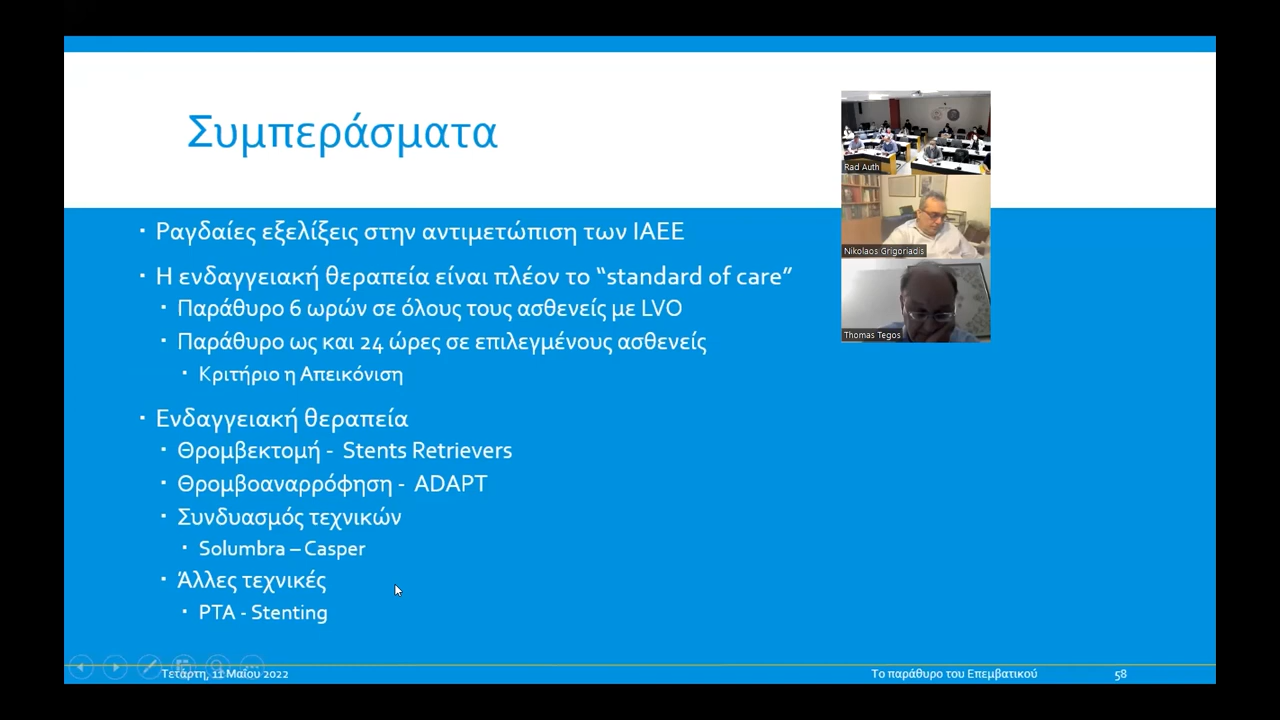 Συμπεράσματα
Rad Auth
Nikolaos Grigoriadis
Thomas Tegos
▪ Ραγδαίες εξελίξεις στην αντιμετώπιση των ΙΑΕΕ
▪ Η ενδαγγειακή θεραπεία είναι πλέον το “standard of care”
▪ Παράθυρο 6 ωρών σε όλους τους ασθενείς με LVO
▪ Παράθυρο ως και 24 ώρες σε επιλεγμένους ασθενείς
▪ Κριτήριο η Απεικόνιση
▪ Ενδαγγειακή θεραπεία
▪ Θρομβεκτομή - Stents Retrievers
▪ Θρομβοαναρρόφηση - ADAPT
▪ Συνδυασμός τεχνικών
▪ Solumbra – Casper
▪ Άλλες τεχνικές
▪ PTA - Stenting
Τετάρτη, 11 Μαΐου 2022
Το παράθυρο του Επεμβατικού
58